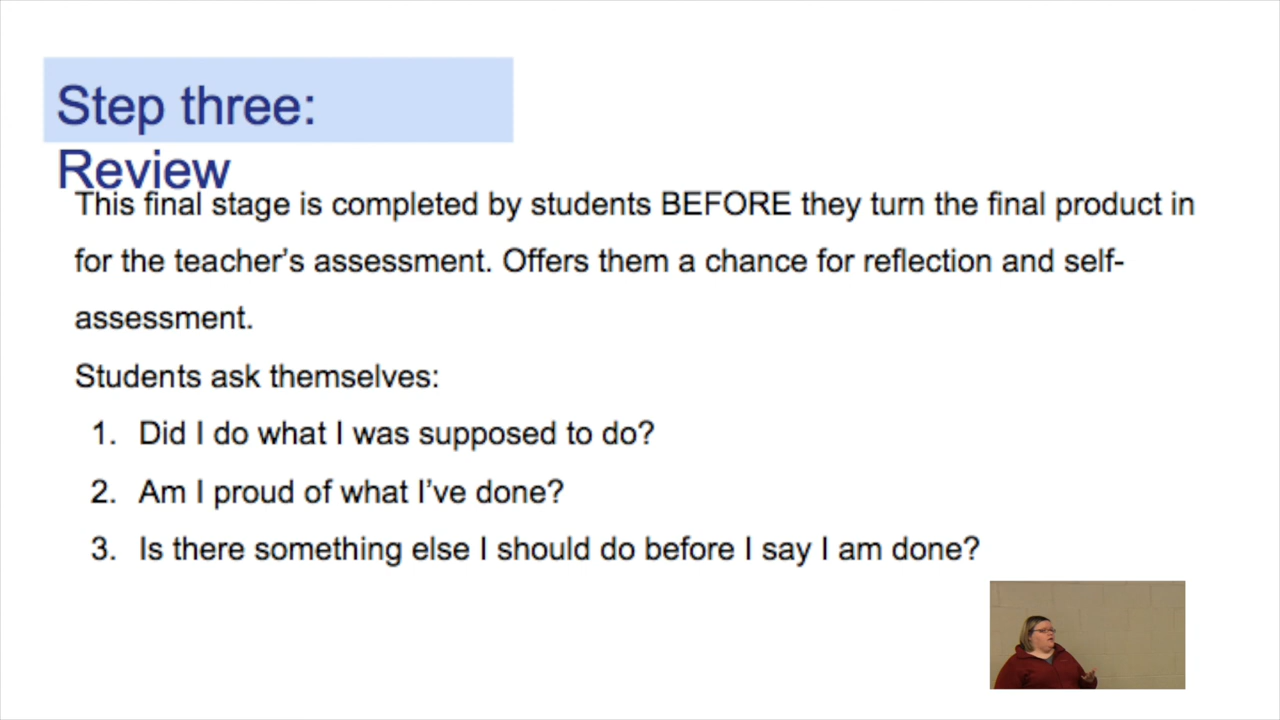 Step three:
Review
This final stage is completed by students BEFORE they turn the final product in
for the teacher’s assessment. Offers them a chance for reflection and self-
assessment.
Students ask themselves:
1. Did I do what I was supposed to do?
2. Am I proud of what I’ve done?
3. Is there something else I should do before I say I am done?